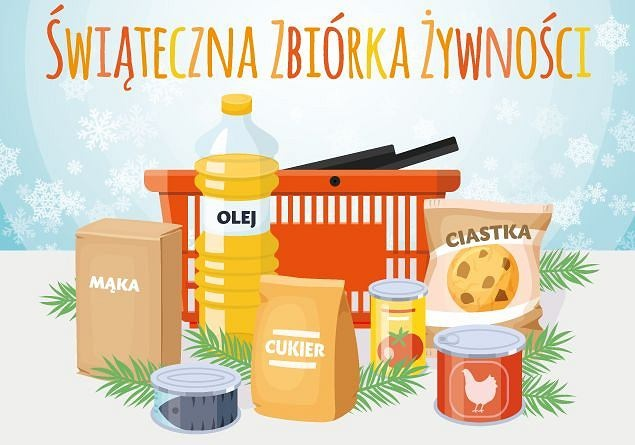 Świąteczna Zbiórka Żywności
OLEJ
CIASTKA
MĄKA
CUKIER